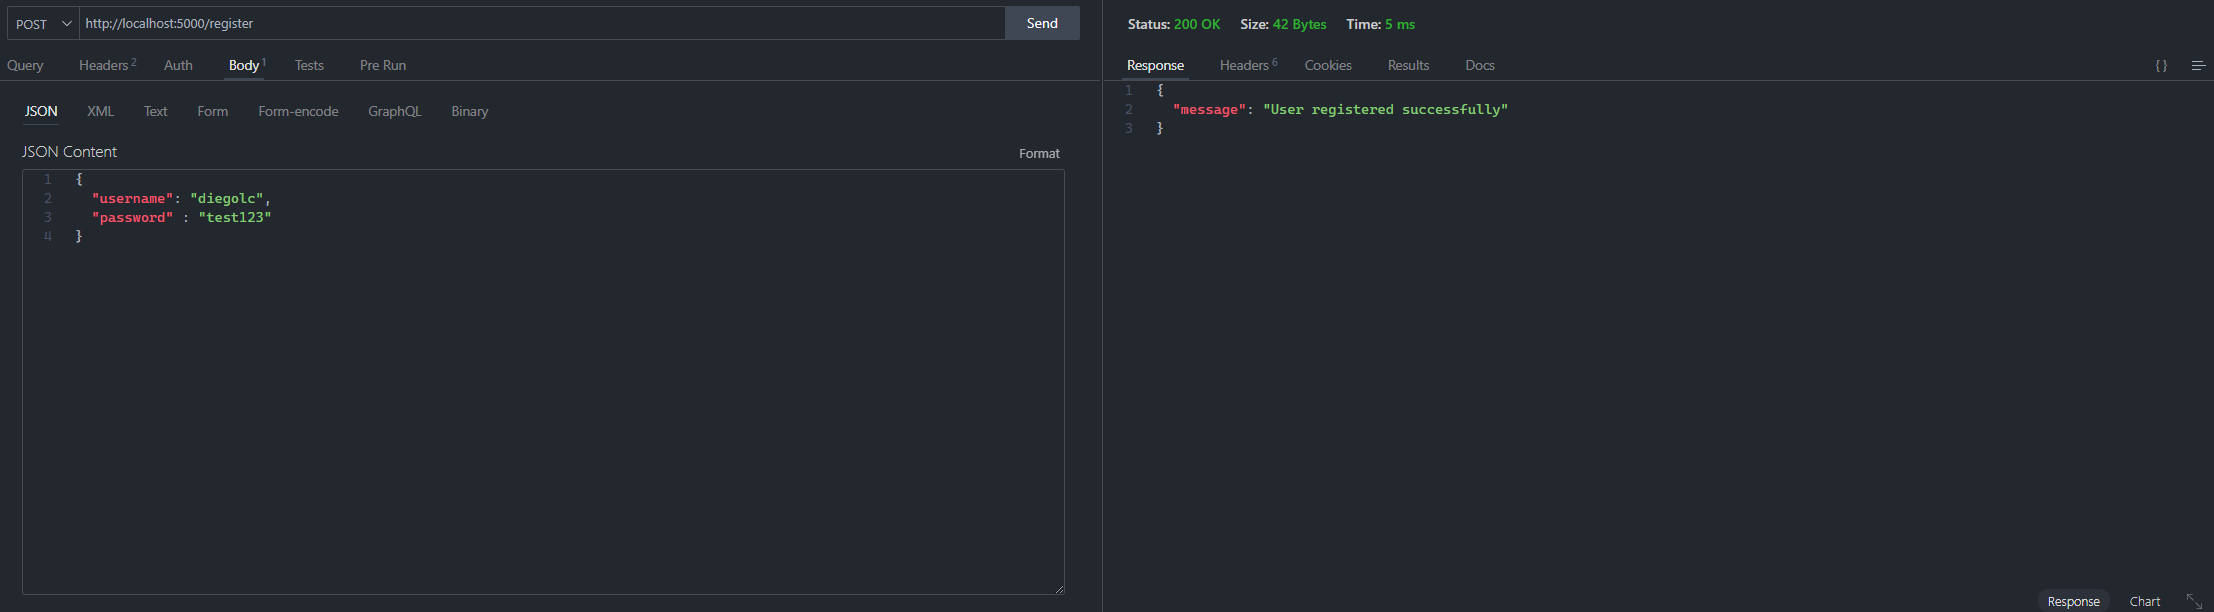 POST http://localhost:5000/register Send
Query Headers 2 Auth Body 1 Tests Pre Run
JSON XML Text Form Form-encode GraphQL Binary
JSON Content Format
1 {
2 "username": "diegolc",
3 "password" : "test123"
4 }
Status: 200 OK Size: 42 Bytes Time: 5 ms
Response Headers 6 Cookies Results Docs { }
1 {
2 "message": "User registered successfully"
3 }
Response Chart